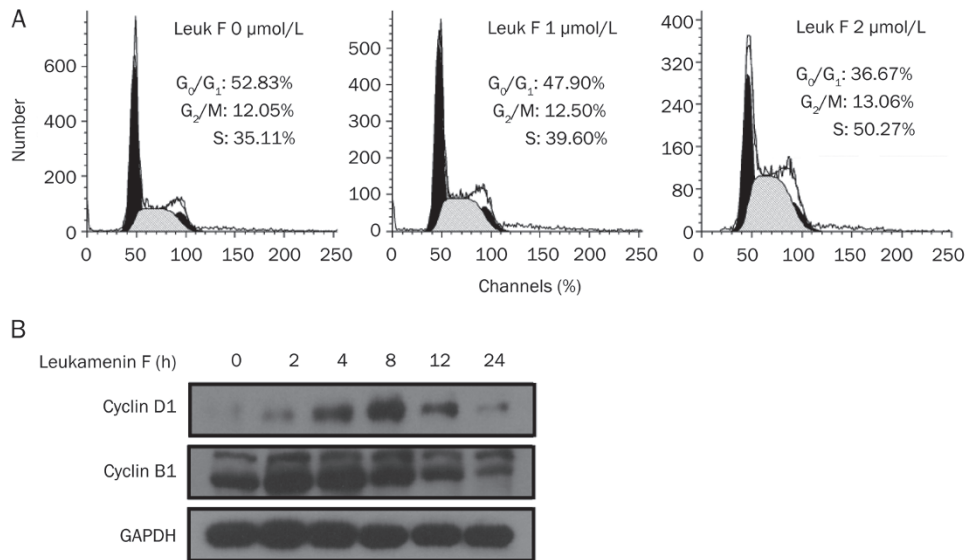 A
Leuk F 0 µmol/L
G₀/G₁: 52.83%
G₂/M: 12.05%
S: 35.11%
Number
800
600
400
200
0
0 50 100 150 200 250
Leuk F 1 µmol/L
G₀/G₁: 47.90%
G₂/M: 12.50%
S: 39.60%
500
400
300
200
100
0
0 50 100 150 200 250
Leuk F 2 µmol/L
G₀/G₁: 36.67%
G₂/M: 13.06%
S: 50.27%
400
320
240
160
80
0
0 50 100 150 200 250
Channels (%)
B
Leukamenin F (h) 0 2 4 8 12 24
Cyclin D1
Cyclin B1
GAPDH